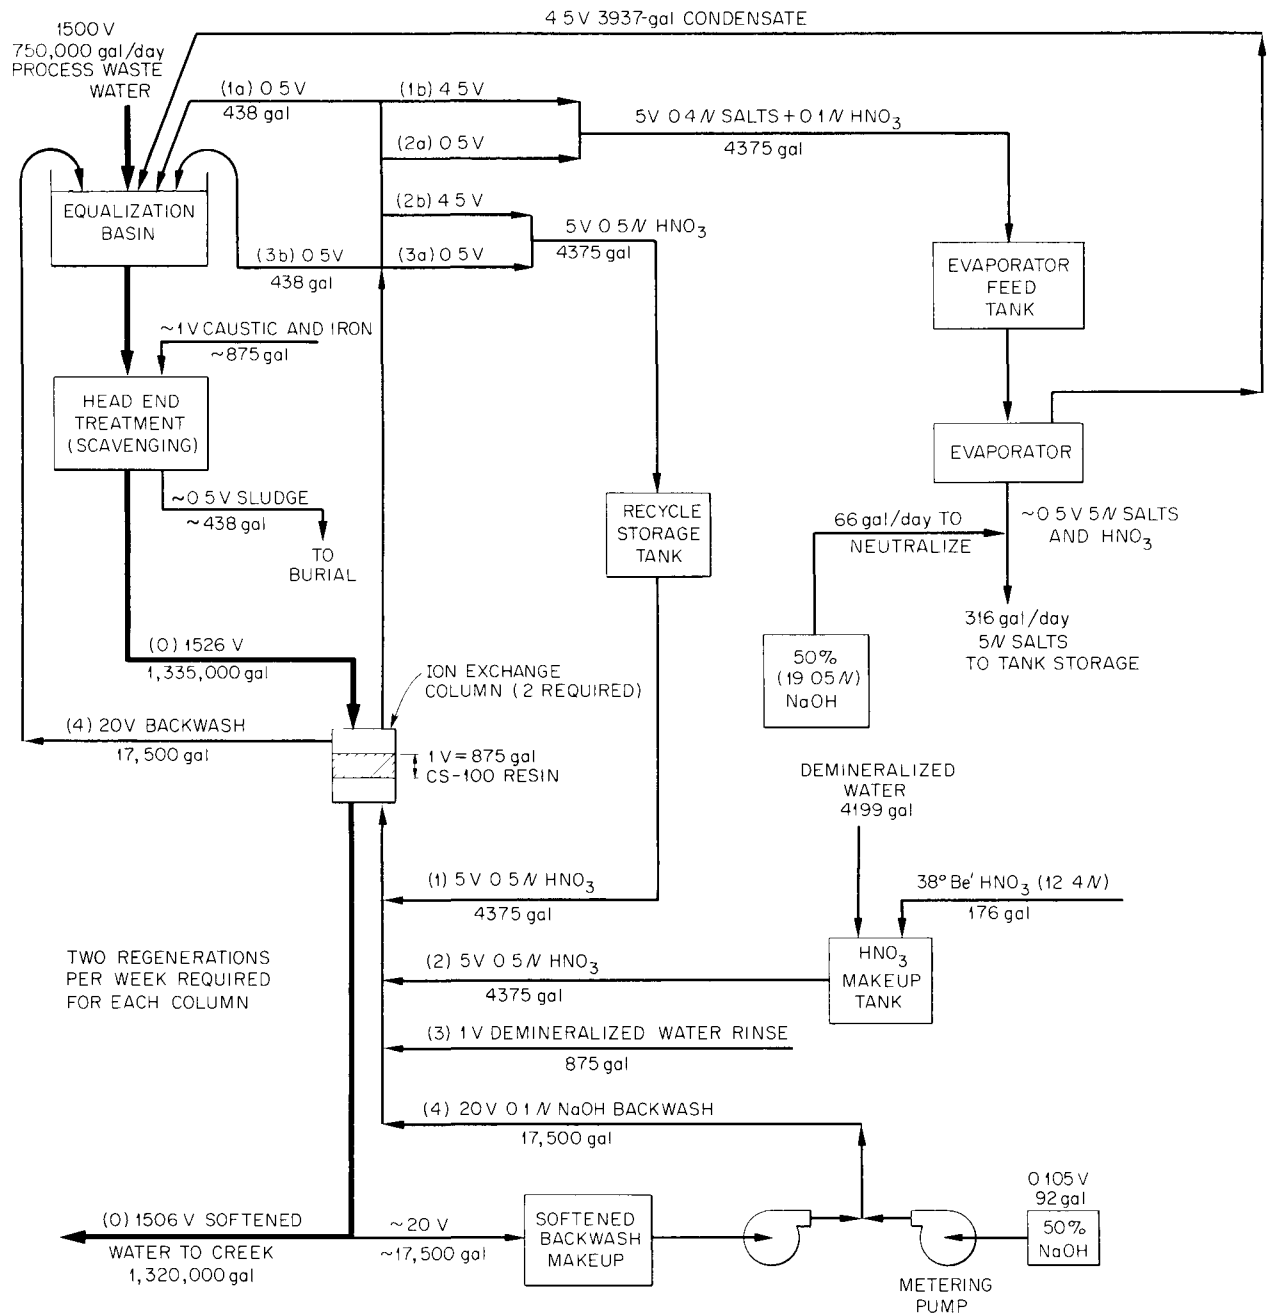 4 5 V 3937-gal CONDENSATE
1500 V
750,000 gal/day
PROCESS WASTE
WATER
(1a) 0 5 V
438 gal
(1b) 4 5 V
5V 0 4 N SALTS + 0 1 N HNO3
4375 gal
(2a) 0 5 V
(2b) 4 5 V
5 V 0 5 N HNO3
4375 gal
(3b) 0 5 V
438 gal
(3a) 0 5 V
EQUALIZATION
BASIN
EVAPORATOR
FEED
TANK
~1 V CAUSTIC AND IRON
~875 gal
HEAD END
TREATMENT
(SCAVENGING)
EVAPORATOR
~0 5 V SLUDGE
~438 gal
TO
BURIAL
RECYCLE
STORAGE
TANK
66 gal/day TO
NEUTRALIZE
~0 5 V 5 N SALTS
AND HNO3
316 gal/day
5 N SALTS
TO TANK STORAGE
50%
(19 05 N)
NaOH
(0) 1526 V
1,335,000 gal
ION EXCHANGE
COLUMN (2 REQUIRED)
(4) 20V BACKWASH
17,500 gal
1 V = 875 gal
CS-100 RESIN
DEMINERALIZED
WATER
4199 gal
(1) 5 V 0 5 N HNO3
4375 gal
38° Be' HNO3 (12 4 N)
176 gal
TWO REGENERATIONS
PER WEEK REQUIRED
FOR EACH COLUMN
(2) 5 V 0 5 N HNO3
4375 gal
HNO3
MAKEUP
TANK
(3) 1 V DEMINERALIZED WATER RINSE
875 gal
(4) 20 V 0 1 N NaOH BACKWASH
17,500 gal
(0) 1506 V SOFTENED
WATER TO CREEK
1,320,000 gal
~20 V
~17,500 gal
SOFTENED
BACKWASH
MAKEUP
0 105 V
92 gal
50%
NaOH
METERING
PUMP